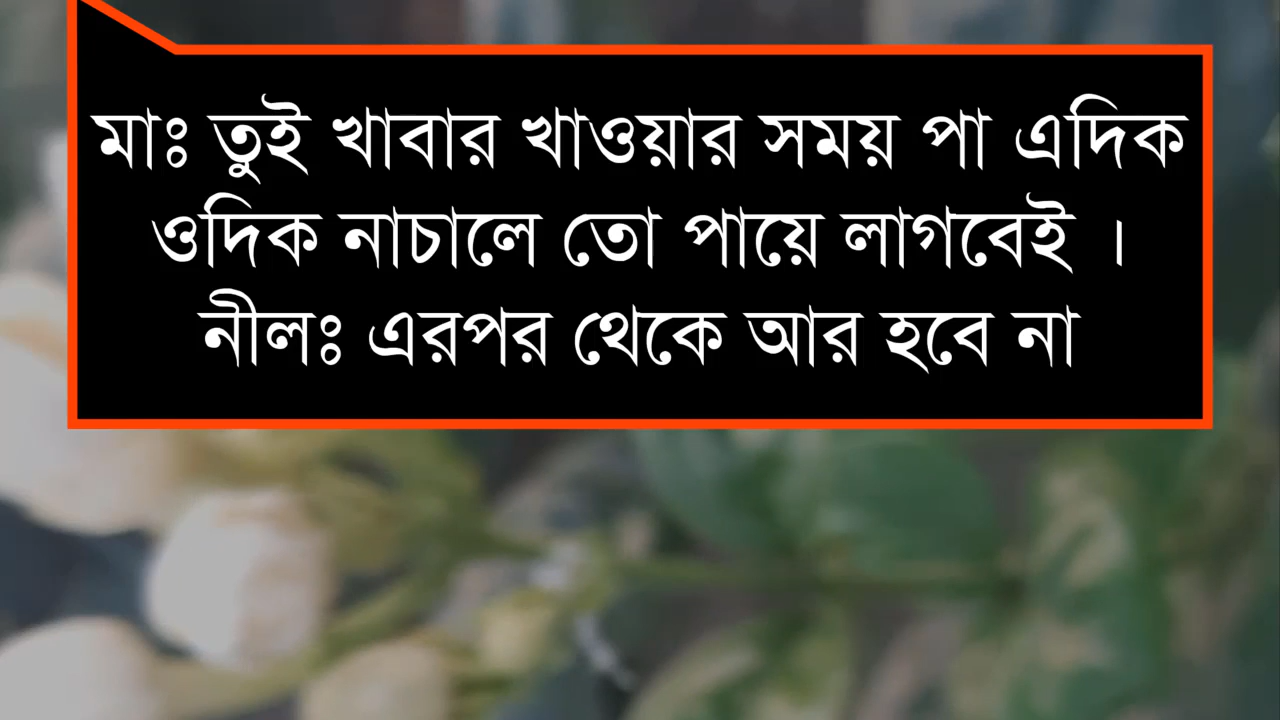 মাঃ তুই খাবার খাওয়ার সময় পা এদিক
ওদিক নাচালে তো পায়ে লাগবেই ।
নীলঃ এরপর থেকে আর হবে না